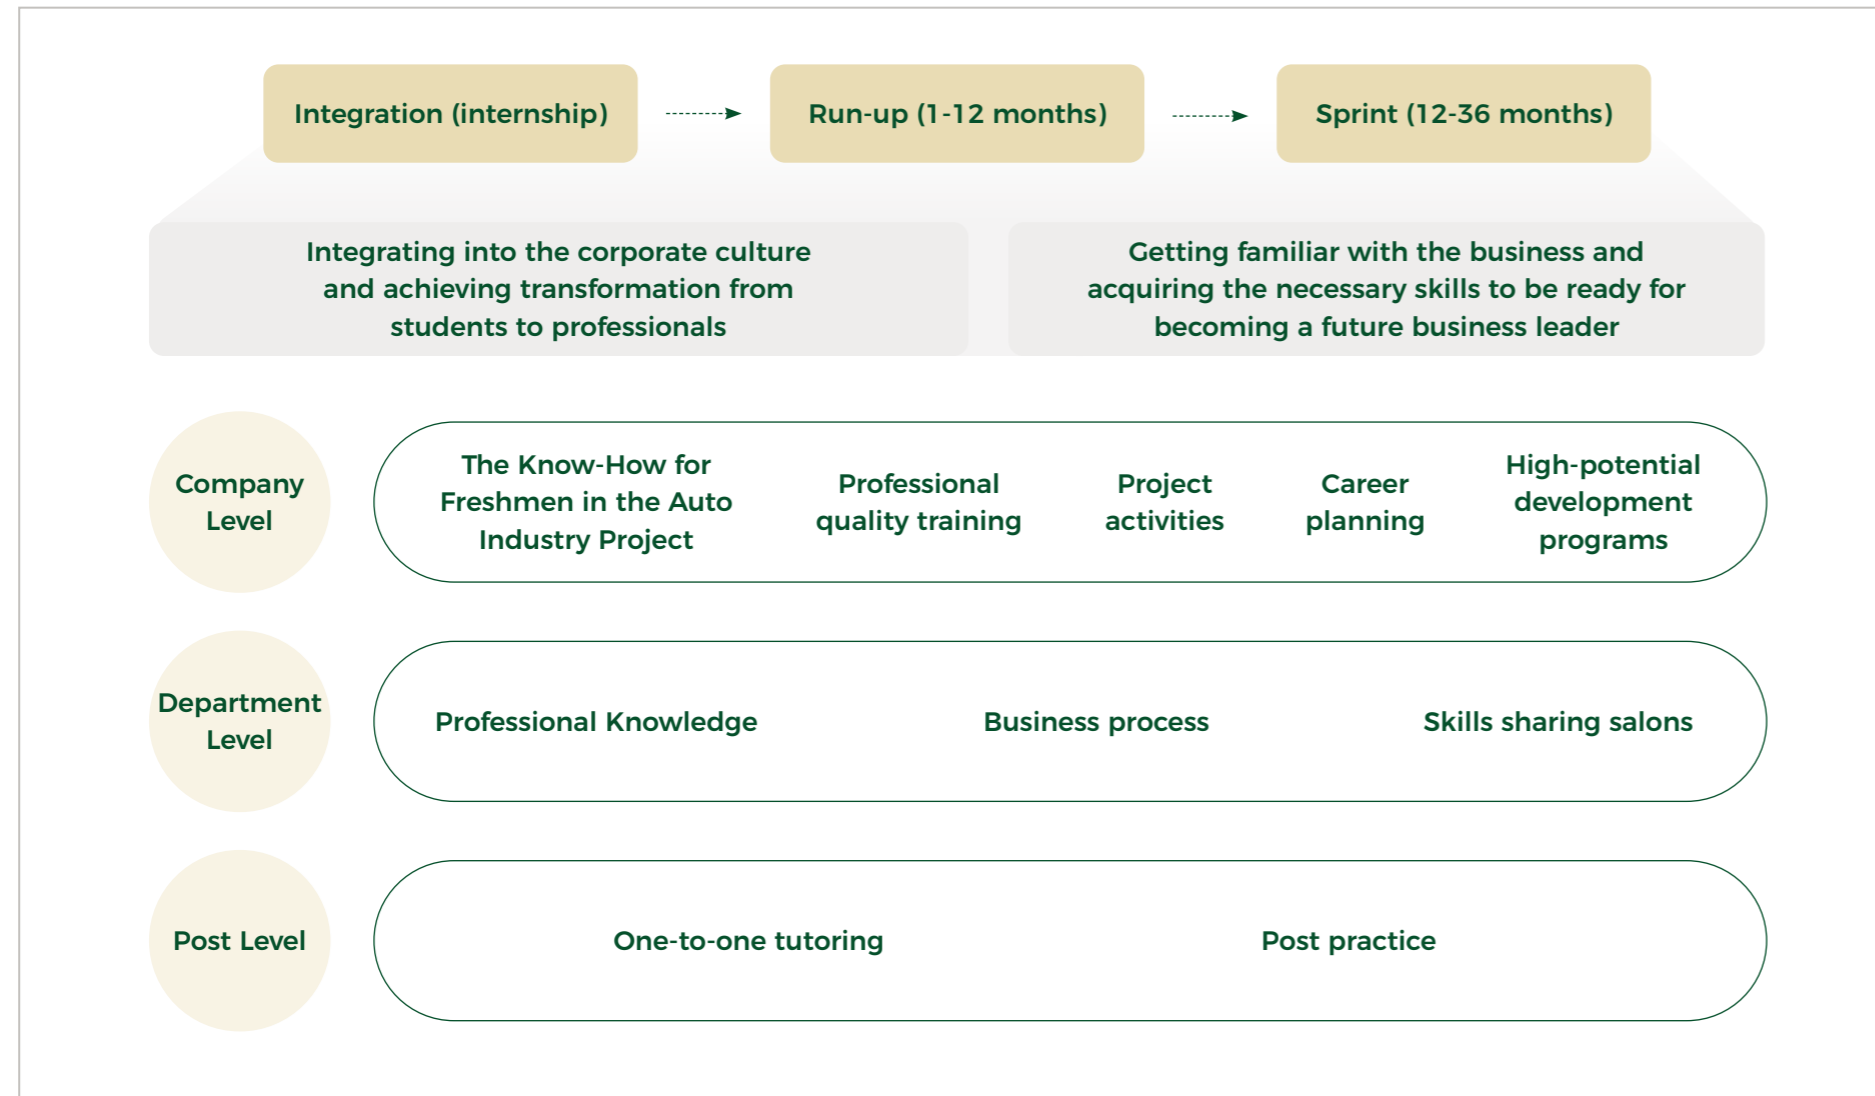 Integration (internship)
Run-up (1-12 months)
Sprint (12-36 months)
Integrating into the corporate culture
and achieving transformation from
students to professionals
Getting familiar with the business and
acquiring the necessary skills to be ready for
becoming a future business leader
Company
Level
The Know-How for
Freshmen in the Auto
Industry Project
Professional
quality training
Project
activities
Career
planning
High-potential
development
programs
Department
Level
Professional Knowledge
Business process
Skills sharing salons
Post Level
One-to-one tutoring
Post practice